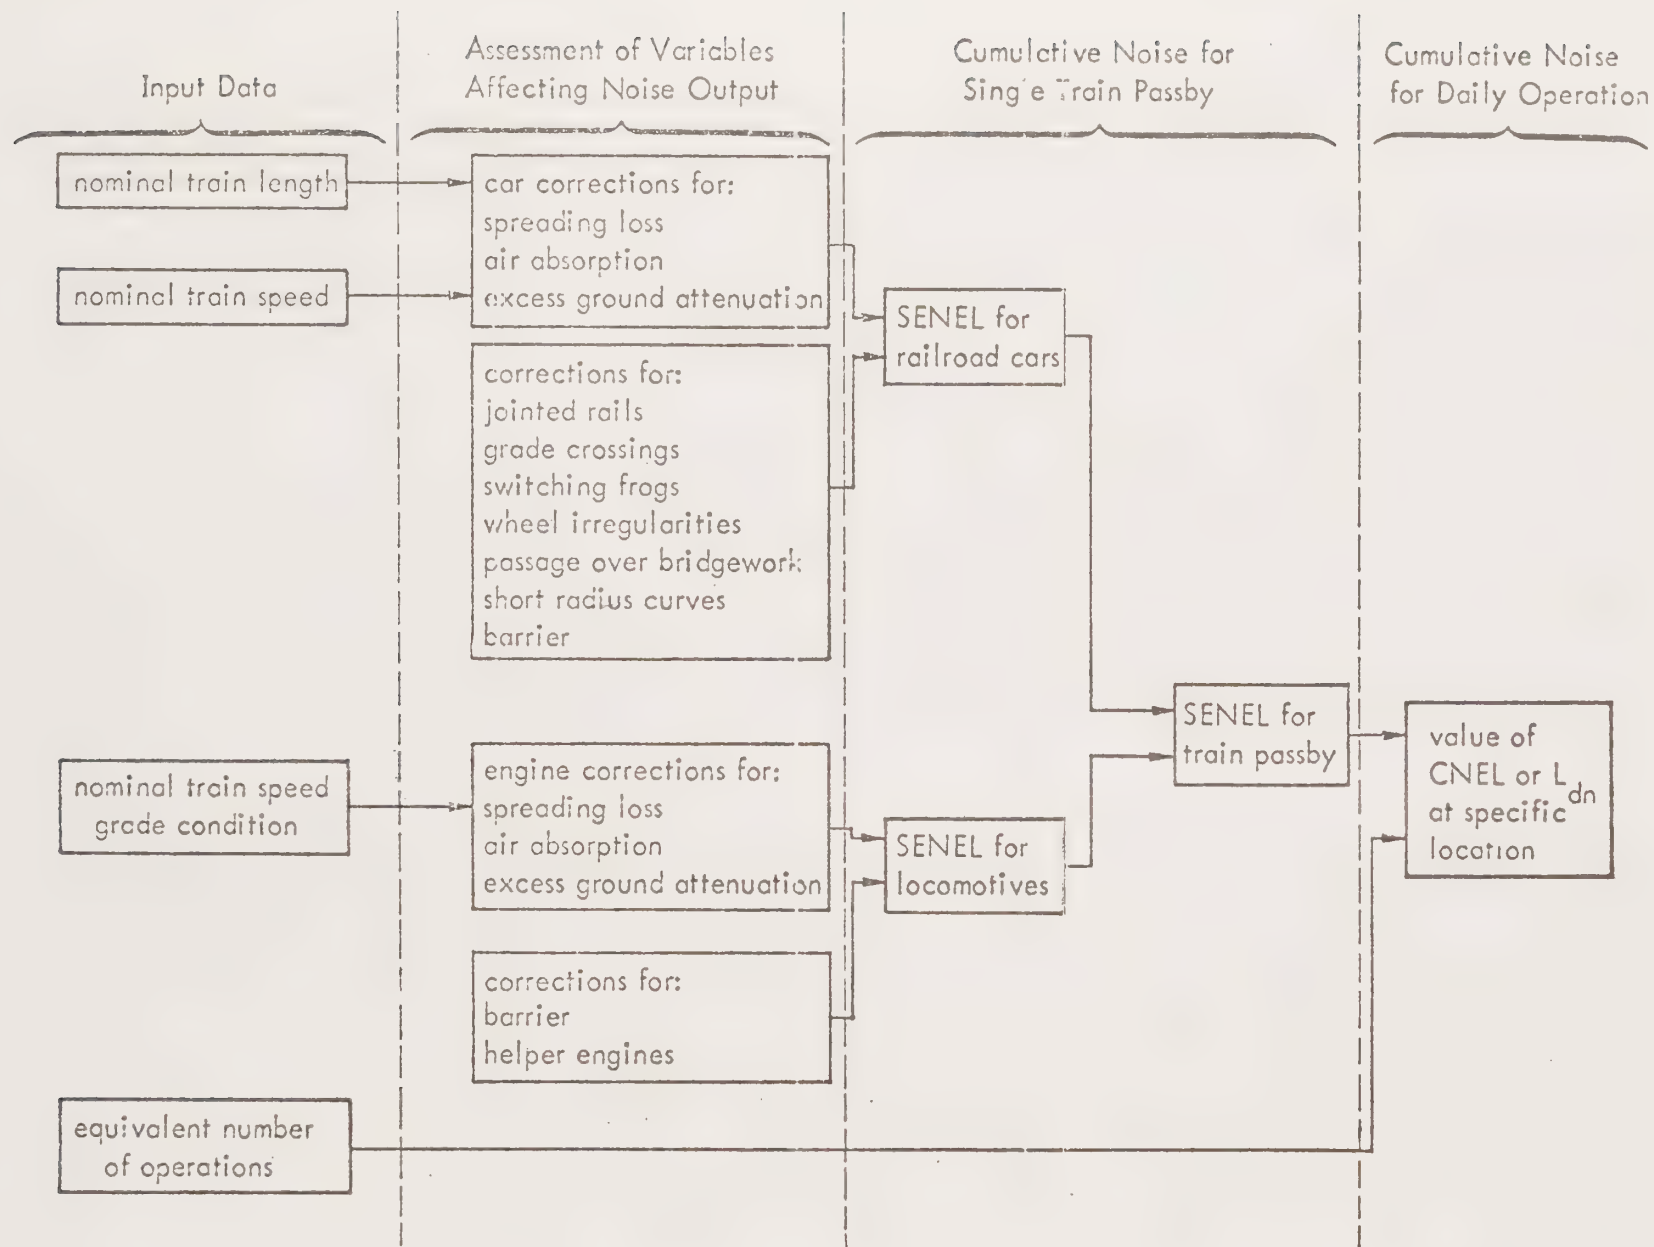 Input Data
Assessment of Variables
Affecting Noise Output
Cumulative Noise for
Single Train Passby
Cumulative Noise
for Daily Operation
nominal train length
nominal train speed
car corrections for:
spreading loss
air absorption
excess ground attenuation
corrections for:
jointed rails
grade crossings
switching frogs
wheel irregularities
passage over bridgework
short radius curves
barrier
SENEL for
railroad cars
nominal train speed
grade condition
engine corrections for:
spreading loss
air absorption
excess ground attenuation
corrections for:
barrier
helper engines
SENEL for
locomotives
SENEL for
train passby
value of
CNEL or Ldn
at specific
location
equivalent number
of operations